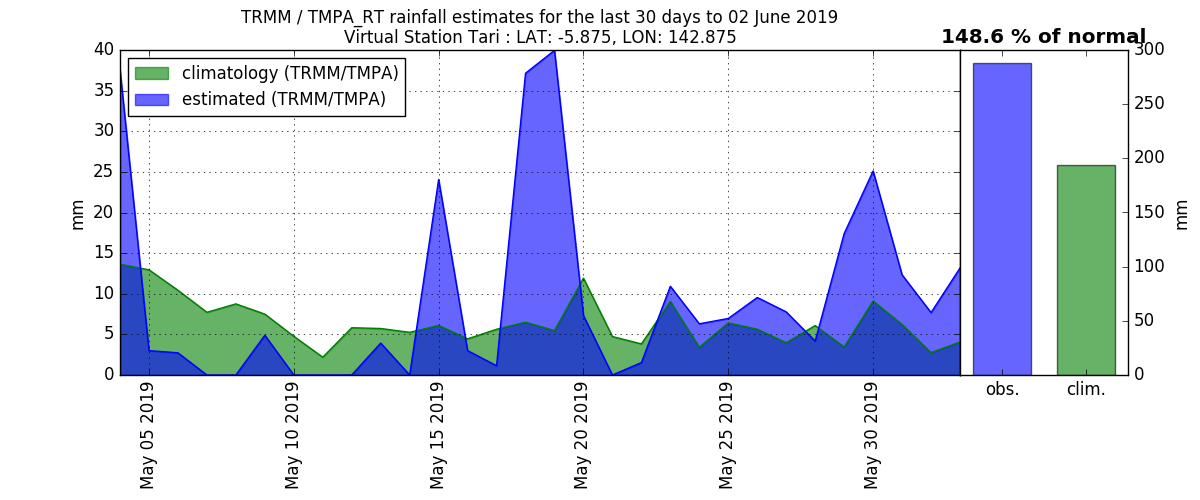 TRMM / TMPA_RT rainfall estimates for the last 30 days to 02 June 2019
Virtual Station Tari : LAT: -5.875, LON: 142.875
148.6 % of normal
climatology (TRMM/TMPA)
estimated (TRMM/TMPA)
40
35
30
25
20
15
10
5
0
mm
May 05 2019
May 10 2019
May 15 2019
May 20 2019
May 25 2019
May 30 2019
obs.
clim.
300
250
200
150
100
50
0
mm